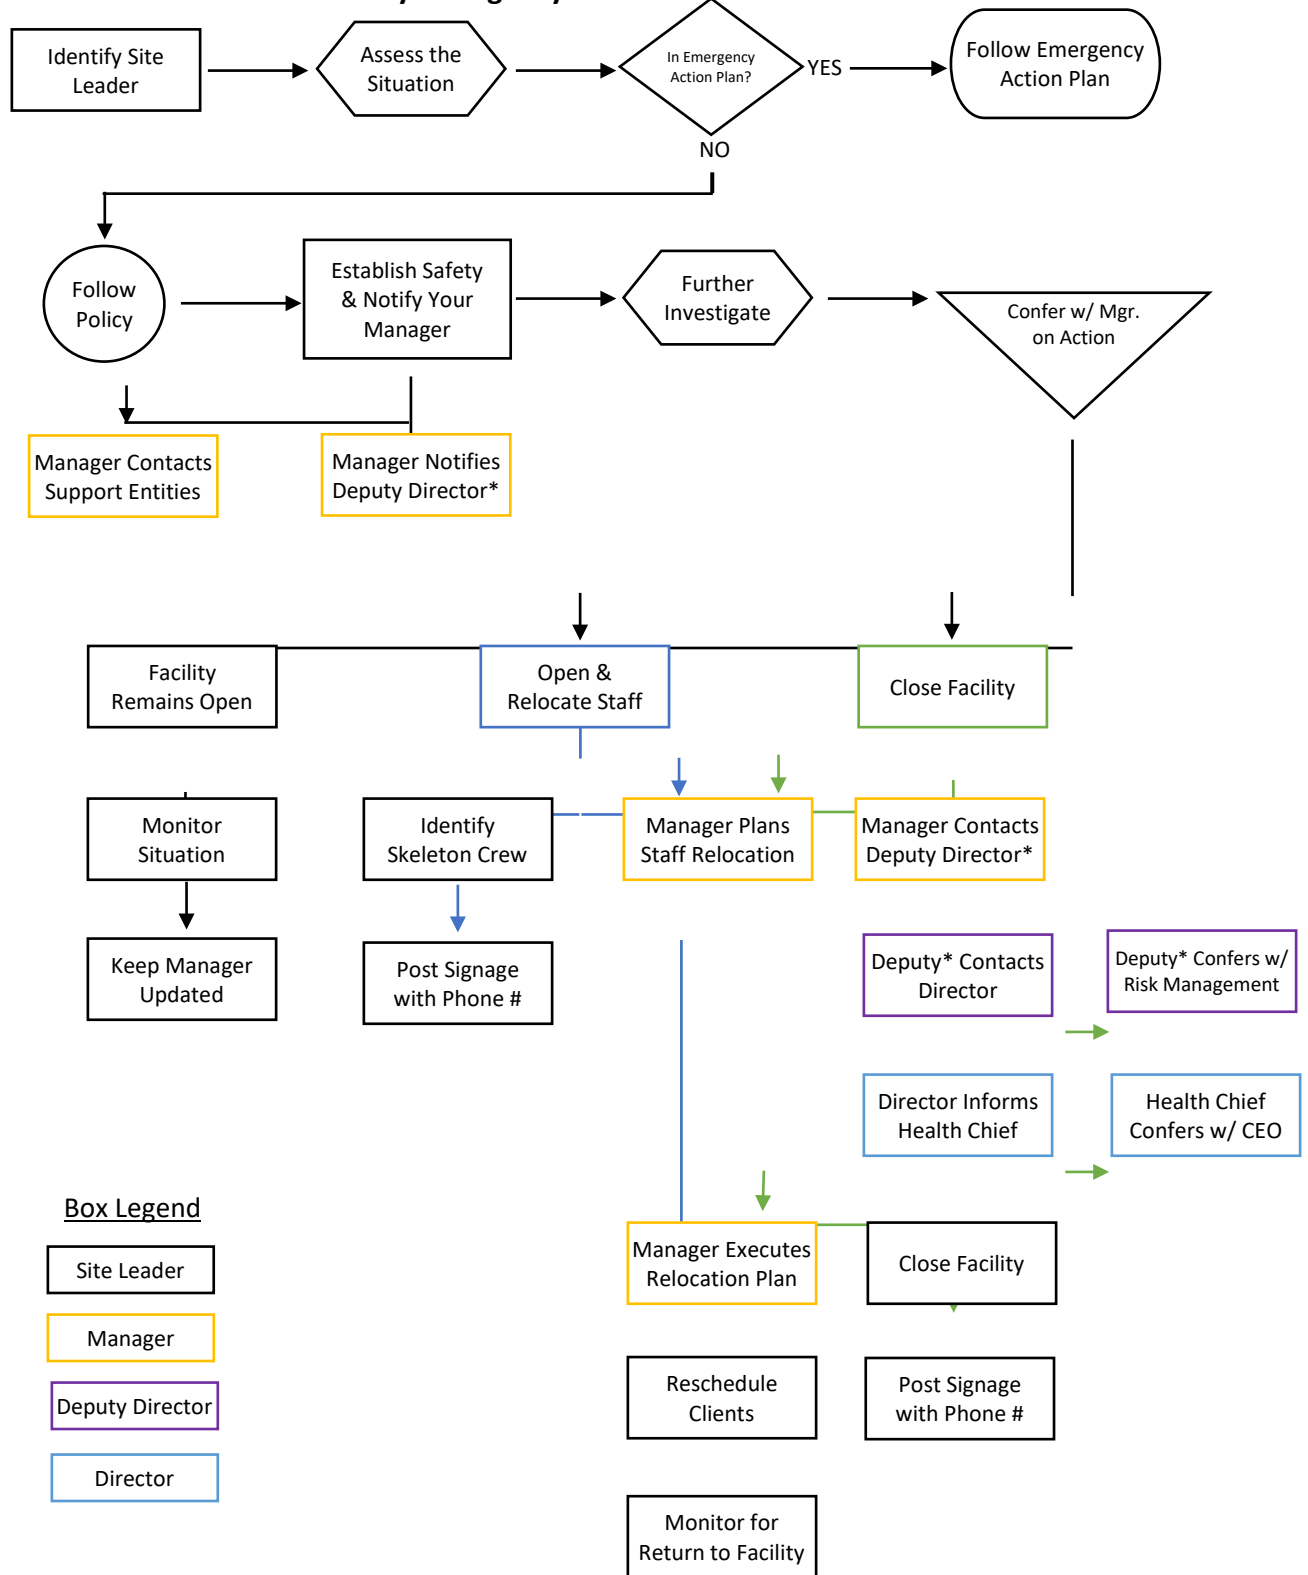 Identify Site
Leader
Assess the
Situation
In Emergency
Action Plan?
YES
Follow Emergency
Action Plan
NO
Follow
Policy
Establish Safety
& Notify Your
Manager
Further
Investigate
Confer w/ Mgr.
on Action
Manager Contacts
Support Entities
Manager Notifies
Deputy Director*
Facility
Remains Open
Open &
Relocate Staff
Close Facility
Monitor
Situation
Identify
Skeleton Crew
Manager Plans
Staff Relocation
Manager Contacts
Deputy Director*
Keep Manager
Updated
Post Signage
with Phone #
Deputy* Contacts
Director
Deputy* Confers w/
Risk Management
Director Informs
Health Chief
Health Chief
Confers w/ CEO
Manager Executes
Relocation Plan
Close Facility
Reschedule
Clients
Post Signage
with Phone #
Monitor for
Return to Facility
Box Legend
Site Leader
Manager
Deputy Director
Director